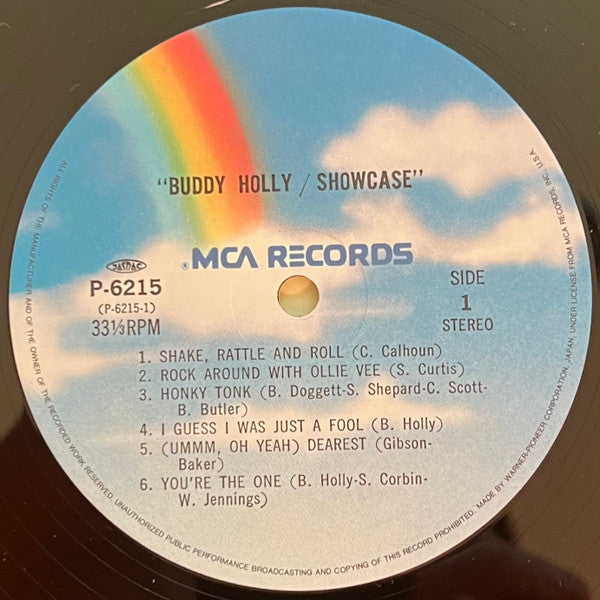 "BUDDY HOLLY / SHOWCASE"
® MCA RECORDS
JASRAC
P-6215
(P-6215-1)
33⅓RPM
SIDE
1
STEREO
1. SHAKE, RATTLE AND ROLL (C. Calhoun)
2. ROCK AROUND WITH OLLIE VEE (S. Curtis)
3. HONKY TONK (B. Doggett-S. Shepard-C. Scott-
B. Butler)
4. I GUESS I WAS JUST A FOOL (B. Holly)
5. (UMMM, OH YEAH) DEAREST (Gibson-
Baker)
6. YOU'RE THE ONE (B. Holly-S. Corbin-
W. Jennings)
ALL RIGHTS OF THE MANUFACTURER AND OF THE OWNER OF THE RECORDED WORK RESERVED. UNAUTHORIZED PUBLIC PERFORMANCE BROADCASTING AND COPYING OF THIS RECORD PROHIBITED. MADE BY WARNER-PIONEER CORPORATION, JAPAN, UNDER LICENSE FROM MCA RECORDS INC., U.S.A.